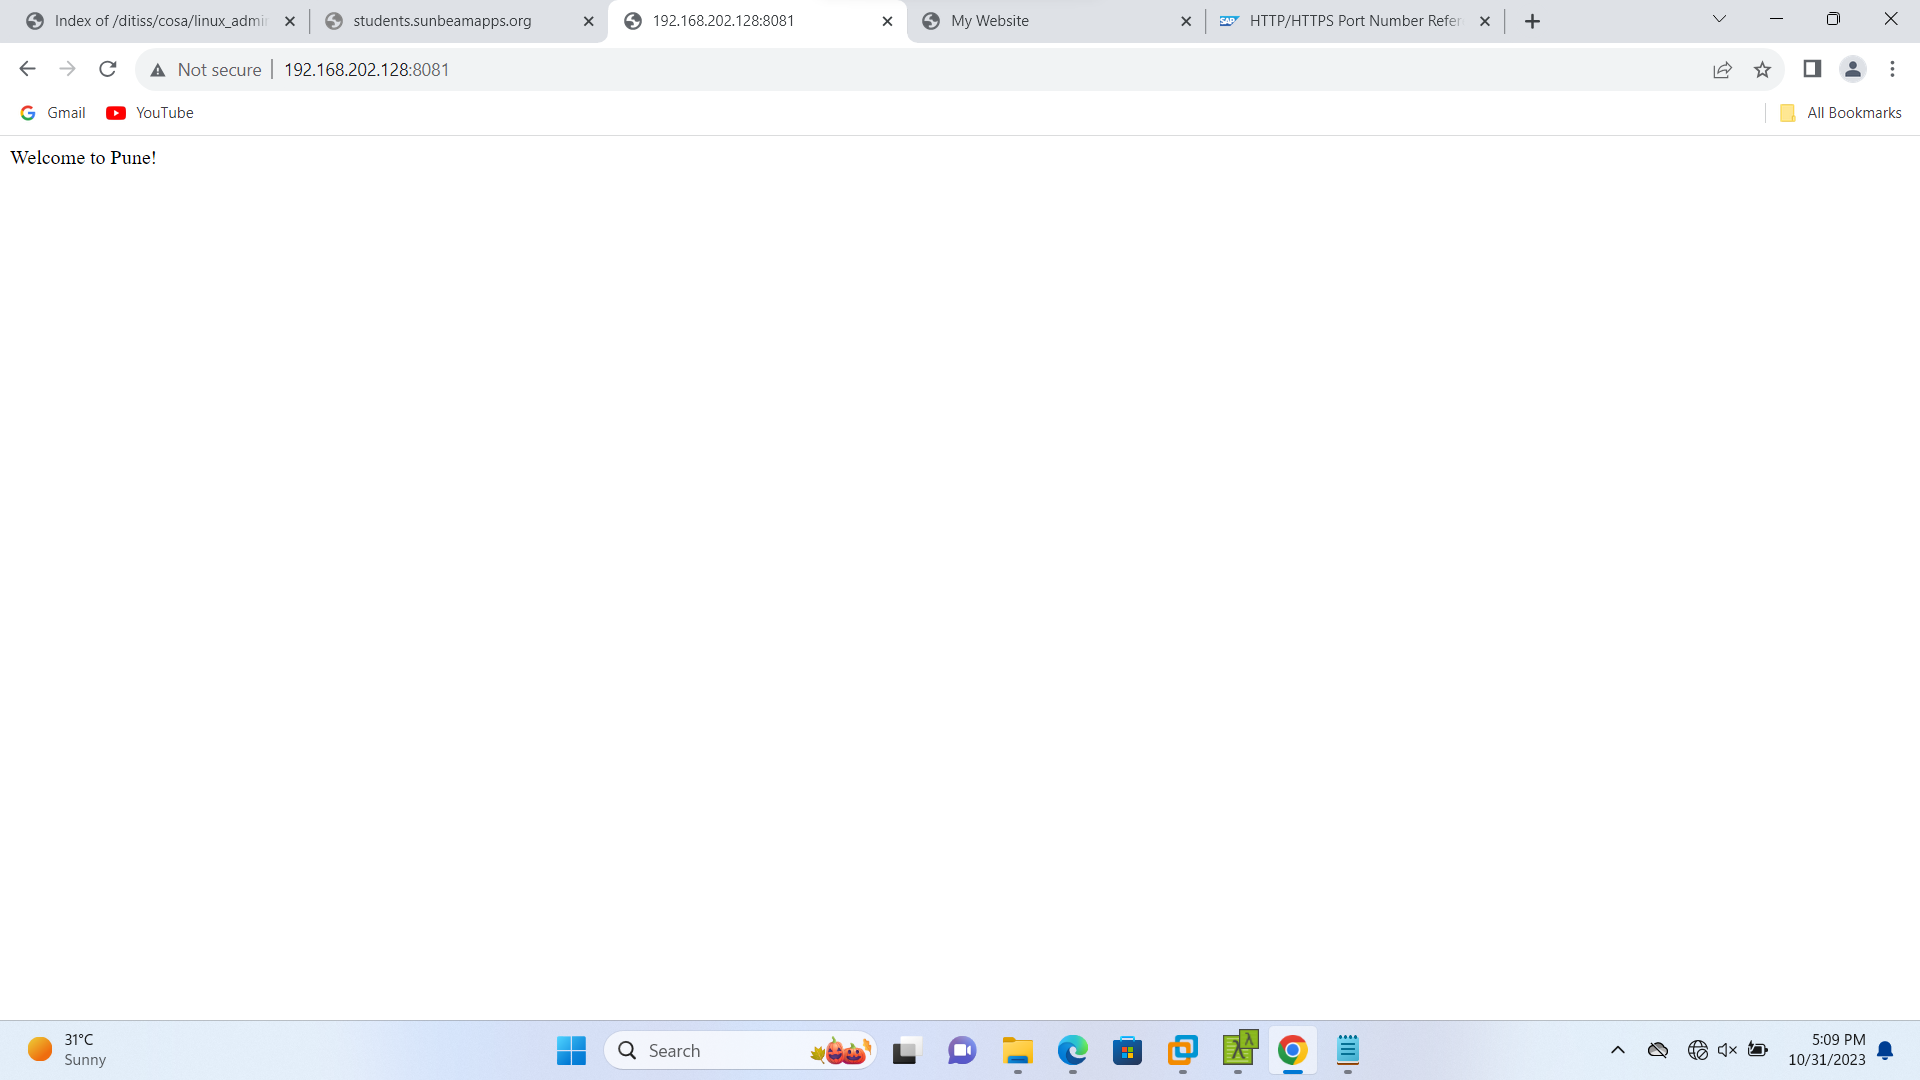 Index of /ditiss/cosa/linux_admi
students.sunbeamapps.org
192.168.202.128:8081
My Website
SAP
HTTP/HTTPS Port Number Refer
Not secure
192.168.202.128:8081
Gmail
YouTube
All Bookmarks
Welcome to Pune!
31°C
Sunny
Search
5:09 PM
10/31/2023